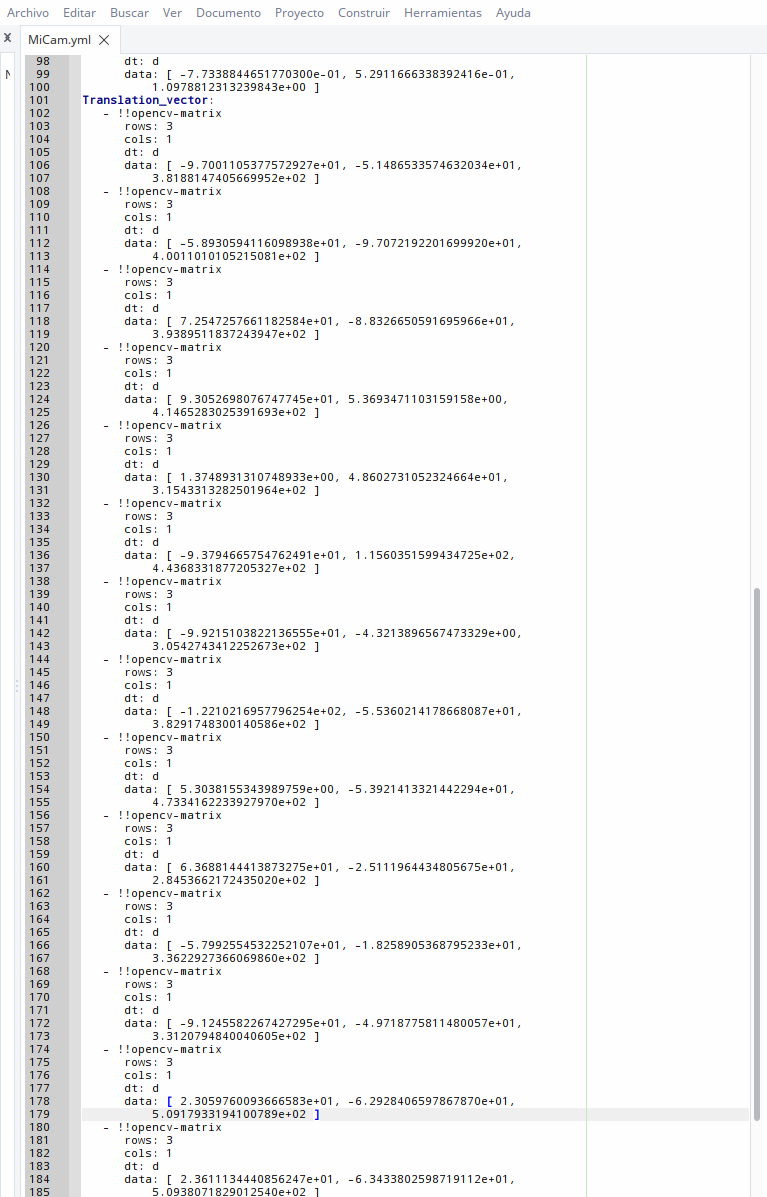 Archivo Editar Buscar Ver Documento Proyecto Construir Herramientas Ayuda
MiCam.yml
98 dt: d
99 data: [ -7.7338844651770300e-01, 5.2911666338392416e-01,
100 1.0978812313239843e+00 ]
101 Translation_vector:
102 - !!opencv-matrix
103 rows: 3
104 cols: 1
105 dt: d
106 data: [ -9.7001105377572927e+01, -5.1486533574632034e+01,
107 3.8188147405669952e+02 ]
108 - !!opencv-matrix
109 rows: 3
110 cols: 1
111 dt: d
112 data: [ -5.8930594116098938e+01, -9.7072192201699920e+01,
113 4.0011010105215081e+02 ]
114 - !!opencv-matrix
115 rows: 3
116 cols: 1
117 dt: d
118 data: [ 7.2547257661182584e+01, -8.8326650591695966e+01,
119 3.9389511837243947e+02 ]
120 - !!opencv-matrix
121 rows: 3
122 cols: 1
123 dt: d
124 data: [ 9.3052698076747745e+01, 5.3693471103159158e+00,
125 4.1465283025391693e+02 ]
126 - !!opencv-matrix
127 rows: 3
128 cols: 1
129 dt: d
130 data: [ 1.3748931310748933e+00, 4.8602731052324664e+01,
131 3.1543313282501964e+02 ]
132 - !!opencv-matrix
133 rows: 3
134 cols: 1
135 dt: d
136 data: [ -9.3794665754762491e+01, 1.1560351599434725e+02,
137 4.4368331877205327e+02 ]
138 - !!opencv-matrix
139 rows: 3
140 cols: 1
141 dt: d
142 data: [ -9.9215103822136555e+01, -4.3213896567473329e+00,
143 3.0542743412252673e+02 ]
144 - !!opencv-matrix
145 rows: 3
146 cols: 1
147 dt: d
148 data: [ -1.2210216957796254e+02, -5.5360214178668087e+01,
149 3.8291748300140586e+02 ]
150 - !!opencv-matrix
151 rows: 3
152 cols: 1
153 dt: d
154 data: [ 5.3038155343989759e+00, -5.3921413321442294e+01,
155 4.7334162233927970e+02 ]
156 - !!opencv-matrix
157 rows: 3
158 cols: 1
159 dt: d
160 data: [ 6.3688144413873275e+01, -2.5111964434805675e+01,
161 2.8453662172435020e+02 ]
162 - !!opencv-matrix
163 rows: 3
164 cols: 1
165 dt: d
166 data: [ -5.7992554532252107e+01, -1.8258905368795233e+01,
167 3.3622927366069860e+02 ]
168 - !!opencv-matrix
169 rows: 3
170 cols: 1
171 dt: d
172 data: [ -9.1245582267427295e+01, -4.9718775811480057e+01,
173 3.3120794840040605e+02 ]
174 - !!opencv-matrix
175 rows: 3
176 cols: 1
177 dt: d
178 data: [ 2.3059760093666583e+01, -6.2928406597867870e+01,
179 5.0917933194100789e+02 ]
180 - !!opencv-matrix
181 rows: 3
182 cols: 1
183 dt: d
184 data: [ 2.3611134440856247e+01, -6.3433802598719112e+01,
185 5.0938071829012540e+02 ]